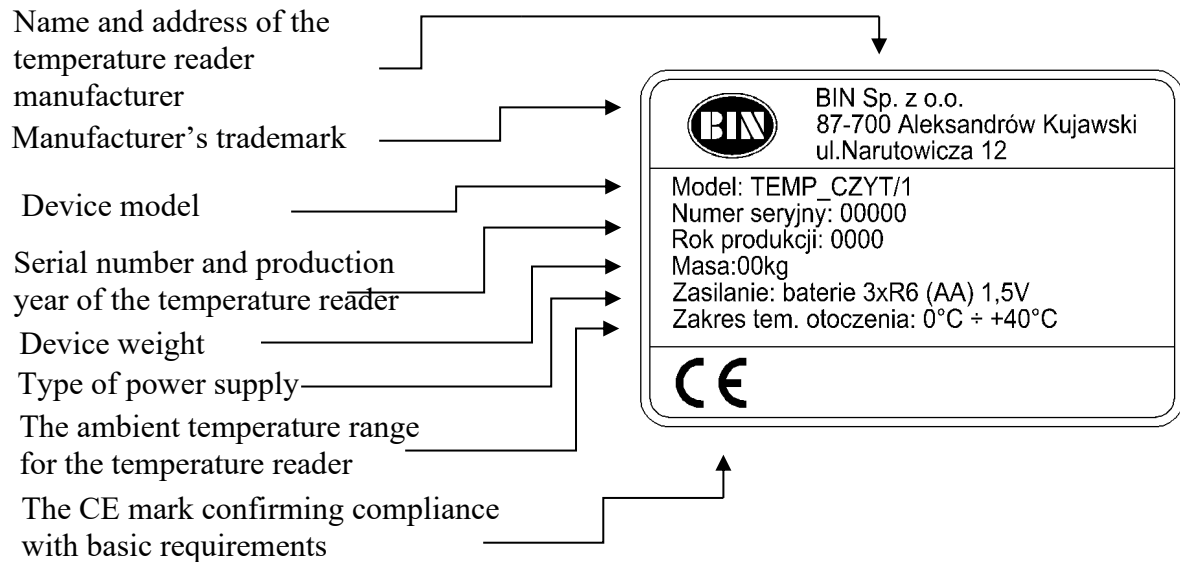 Name and address of the
temperature reader
manufacturer
Manufacturer’s trademark
Device model
Serial number and production
year of the temperature reader
Device weight
Type of power supply
The ambient temperature range
for the temperature reader
The CE mark confirming compliance
with basic requirements
BIN
BIN Sp. z o.o.
87-700 Aleksandrów Kujawski
ul.Narutowicza 12
Model: TEMP_CZYT/1
Numer seryjny: 00000
Rok produkcji: 0000
Masa:00kg
Zasilanie: baterie 3xR6 (AA) 1,5V
Zakres tem. otoczenia: 0°C ÷ +40°C
CE